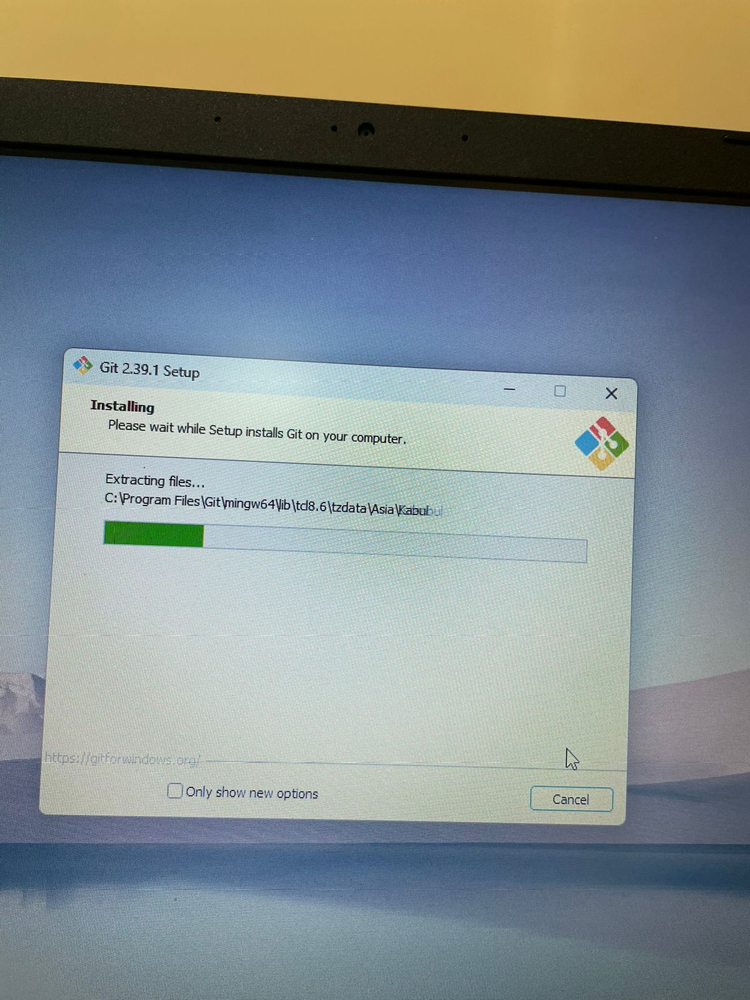 Git 2.39.1 Setup
Installing
Please wait while Setup installs Git on your computer.
Extracting files...
C:\Program Files\Git\mingw64\lib\tcl8.6\tzdata\Asia\Kabul
https://gitforwindows.org/
Only show new options
Cancel